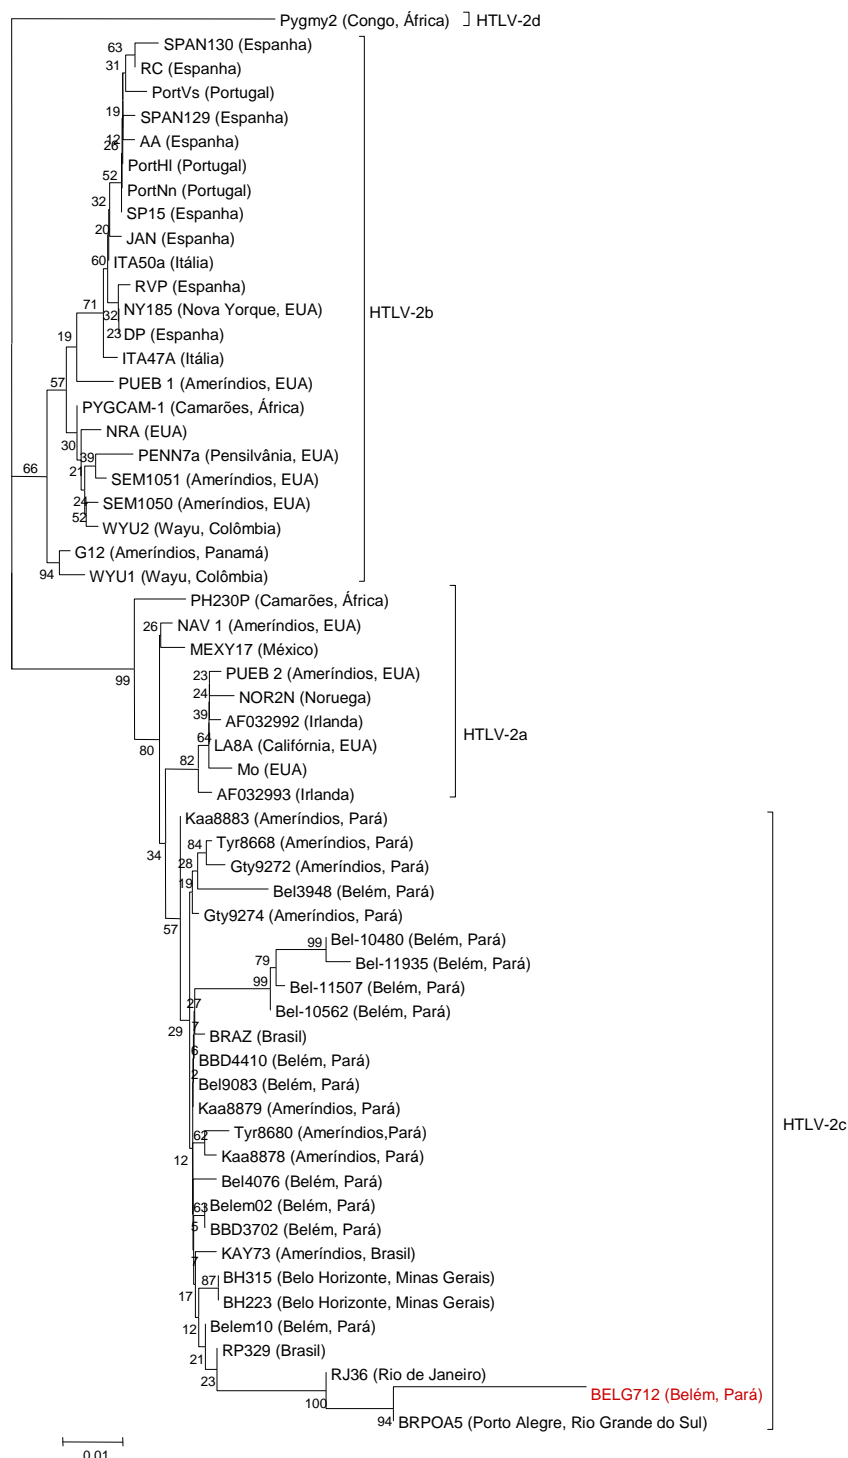 Pygmy2 (Congo, África)
HTLV-2d
SPAN130 (Espanha)
63
RC (Espanha)
31
PortVs (Portugal)
19
SPAN129 (Espanha)
12
AA (Espanha)
26
PortHl (Portugal)
52
PortNn (Portugal)
32
SP15 (Espanha)
20
JAN (Espanha)
60
ITA50a (Itália)
RVP (Espanha)
71
NY185 (Nova Yorque, EUA)
HTLV-2b
32
23
DP (Espanha)
19
ITA47A (Itália)
57
PUEB 1 (Ameríndios, EUA)
PYGCAM-1 (Camarões, África)
30
NRA (EUA)
39
PENN7a (Pensilvânia, EUA)
66
21
SEM1051 (Ameríndios, EUA)
24
SEM1050 (Ameríndios, EUA)
52
WYU2 (Wayu, Colômbia)
G12 (Ameríndios, Panamá)
94
WYU1 (Wayu, Colômbia)
PH230P (Camarões, África)
26
NAV 1 (Ameríndios, EUA)
MEXY17 (México)
99
23
PUEB 2 (Ameríndios, EUA)
24
NOR2N (Noruega)
39
AF032992 (Irlanda)
HTLV-2a
64
LA8A (Califórnia, EUA)
80
82
Mo (EUA)
AF032993 (Irlanda)
Kaa8883 (Ameríndios, Pará)
84
Tyr8668 (Ameríndios, Pará)
34
28
Gty9272 (Ameríndios, Pará)
19
Bel3948 (Belém, Pará)
57
Gty9274 (Ameríndios, Pará)
99
Bel-10480 (Belém, Pará)
79
Bel-11935 (Belém, Pará)
99
Bel-11507 (Belém, Pará)
27
Bel-10562 (Belém, Pará)
29
7
BRAZ (Brasil)
6
BBD4410 (Belém, Pará)
2
Bel9083 (Belém, Pará)
Kaa8879 (Ameríndios, Pará)
HTLV-2c
62
Tyr8680 (Ameríndios,Pará)
12
Kaa8878 (Ameríndios, Pará)
Bel4076 (Belém, Pará)
63
Belem02 (Belém, Pará)
5
BBD3702 (Belém, Pará)
7
KAY73 (Ameríndios, Brasil)
87
BH315 (Belo Horizonte, Minas Gerais)
17
BH223 (Belo Horizonte, Minas Gerais)
12
Belem10 (Belém, Pará)
21
RP329 (Brasil)
23
RJ36 (Rio de Janeiro)
100
BELG712 (Belém, Pará)
94
BRPOA5 (Porto Alegre, Rio Grande do Sul)
0.01